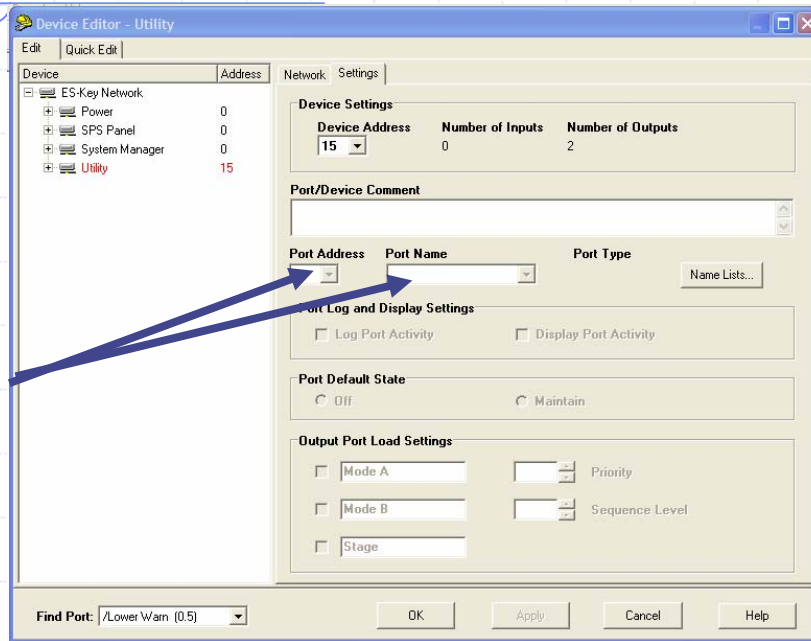 Device Editor - Utility
Edit
Quick Edit
Device Address
ES-Key Network
Power 0
SPS Panel 0
System Manager 0
Utility 15
Network
Settings
Device Settings
Device Address Number of Inputs Number of Outputs
15 0 2
Port/Device Comment
Port Address Port Name Port Type
Name Lists...
Port Log and Display Settings
Log Port Activity Display Port Activity
Port Default State
Off Maintain
Output Port Load Settings
Mode A Priority
Mode B Sequence Level
Stage
Find Port: /Lower Warn (0.5) OK Apply Cancel Help